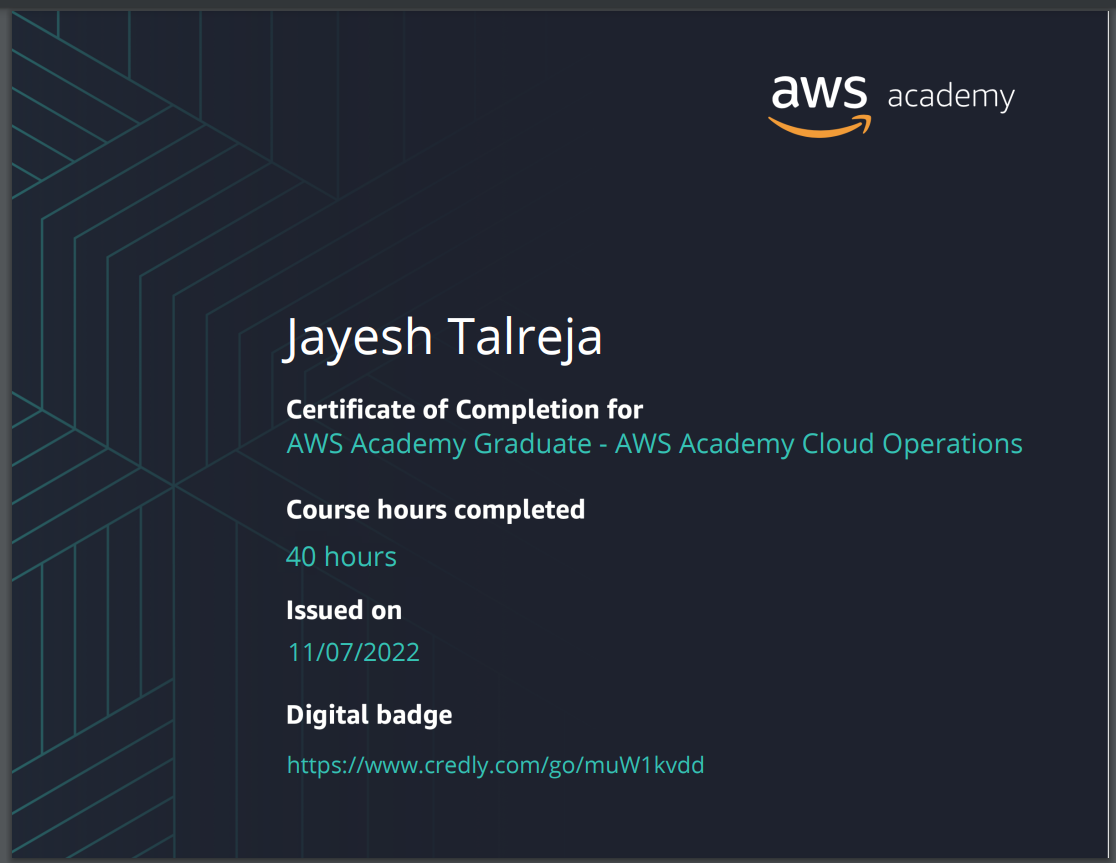 aws academy
Jayesh Talreja
Certificate of Completion for
AWS Academy Graduate - AWS Academy Cloud Operations
Course hours completed
40 hours
Issued on
11/07/2022
Digital badge
https://www.credly.com/go/muW1kvdd